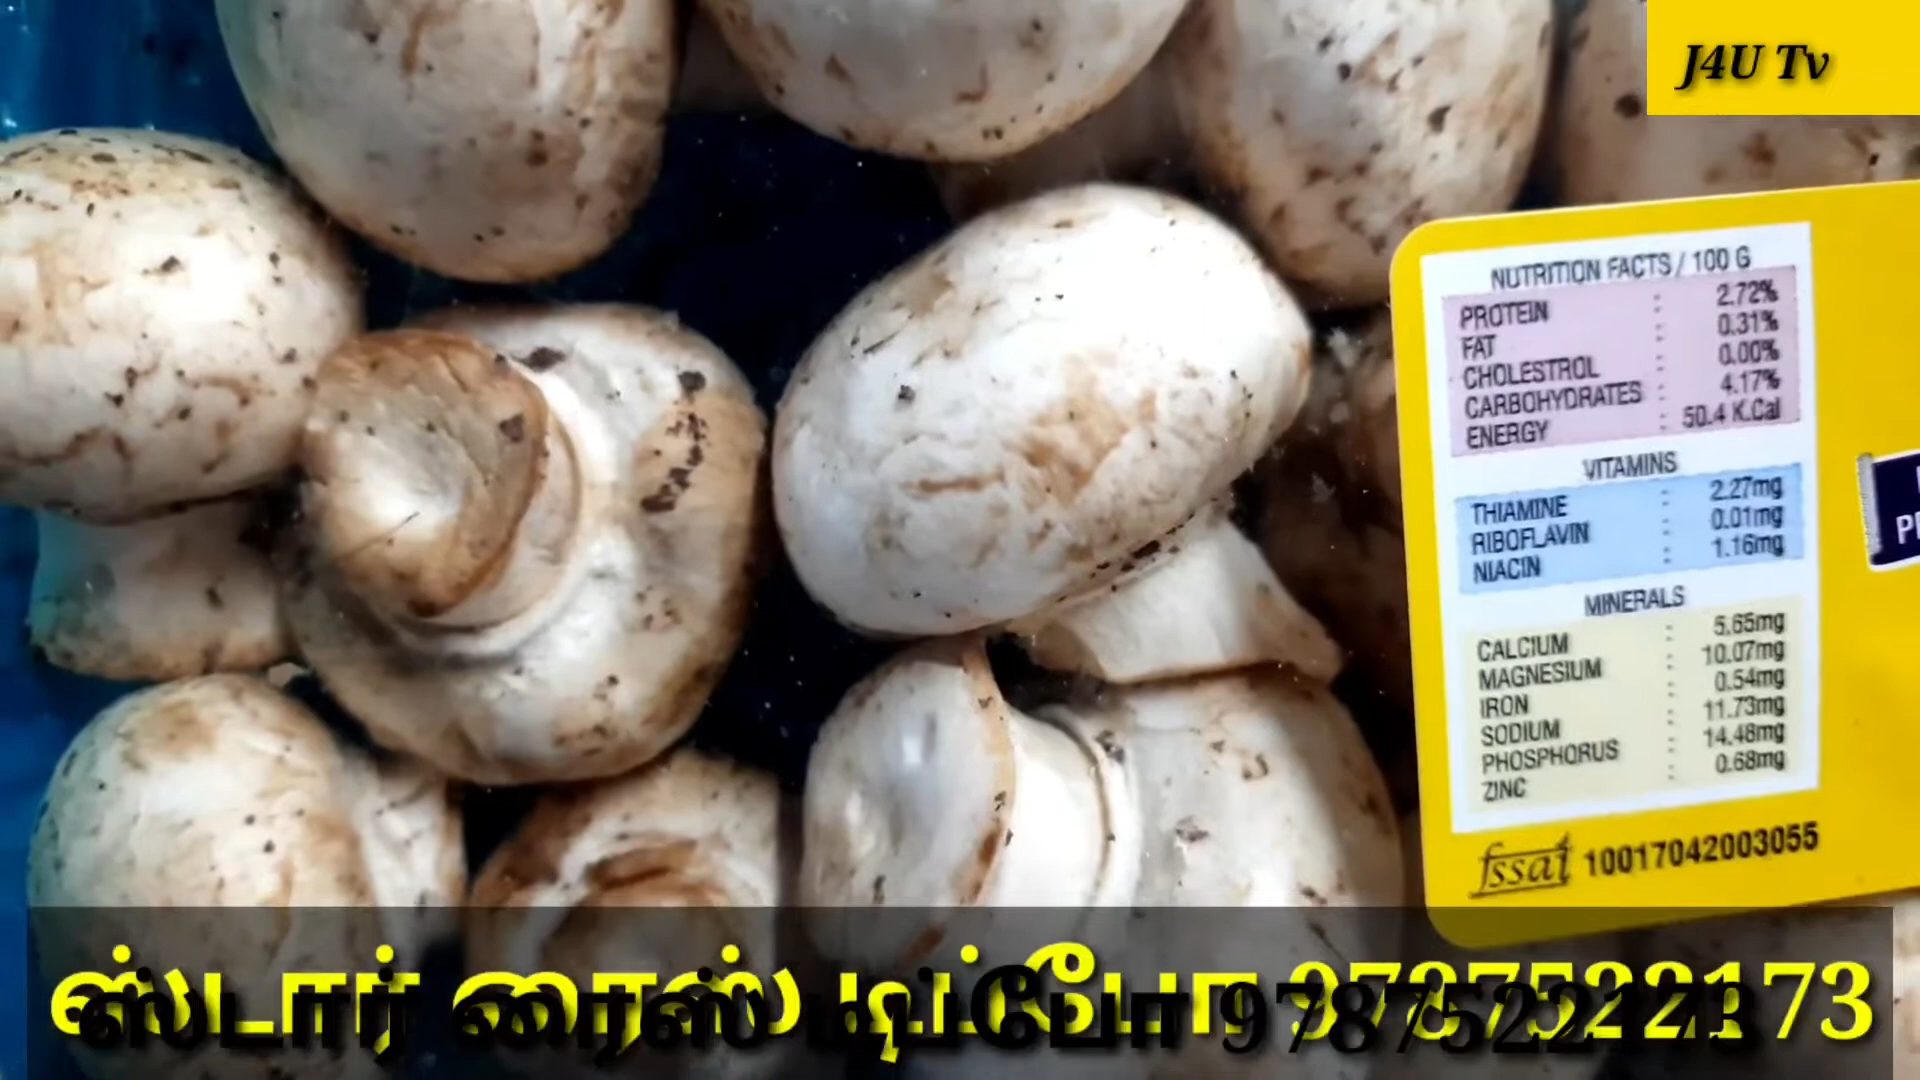 J4U Tv
NUTRITION FACTS / 100 G
PROTEIN : 2.72%
FAT : 0.31%
CHOLESTROL : 0.00%
CARBOHYDRATES : 4.17%
ENERGY : 50.4 K.Cal
VITAMINS
THIAMINE : 2.27mg
RIBOFLAVIN : 0.01mg
NIACIN : 1.16mg
MINERALS
CALCIUM : 5.65mg
MAGNESIUM : 10.07mg
IRON : 0.54mg
SODIUM : 11.73mg
PHOSPHORUS : 14.48mg
ZINC : 0.68mg
fssai 10017042003055
ஸ்டார் ரைஸ் டிப்போ 9787522173